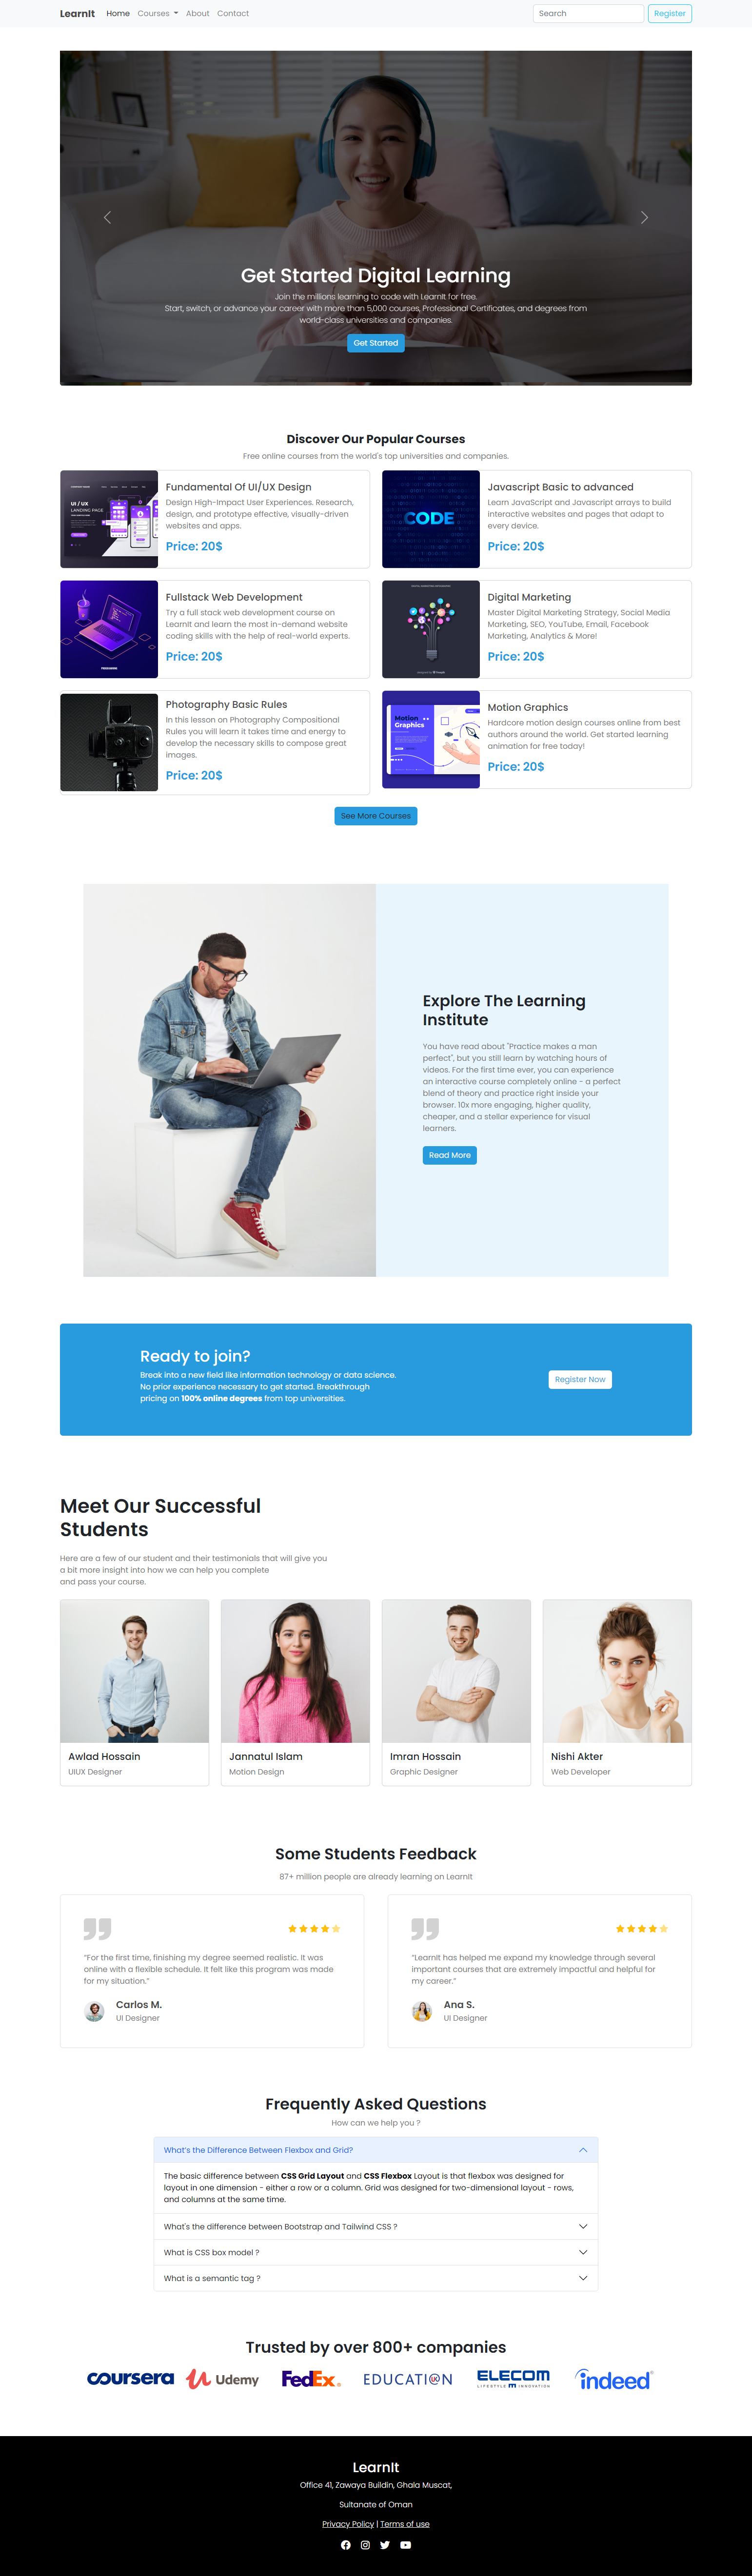 LearnIt Home Courses About Contact Search Register
Get Started Digital Learning
Join the millions learning to code with LearnIt for free.
Start, switch, or advance your career with more than 5,000 courses, Professional Certificates, and degrees from
world-class universities and companies.
Get Started
Discover Our Popular Courses
Free online courses from the world's top universities and companies.
UI / UX
LANDING PAGE
Fundamental Of UI/UX Design
Design High-Impact User Experiences. Research,
design, and prototype effective, visually-driven
websites and apps.
Price: 20$
CODE
Javascript Basic to advanced
Learn JavaScript and Javascript arrays to build
interactive websites and pages that adapt to
every device.
Price: 20$
Fullstack Web Development
Try a full stack web development course on
LearnIt and learn the most in-demand website
coding skills with the help of real-world experts.
Price: 20$
Digital Marketing
Master Digital Marketing Strategy, Social Media
Marketing, SEO, YouTube, Email, Facebook
Marketing, Analytics & More!
Price: 20$
Photography Basic Rules
In this lesson on Photography Compositional
Rules you will learn it takes time and energy to
develop the necessary skills to compose great
images.
Price: 20$
Motion
Graphics
Motion Graphics
Hardcore motion design courses online from best
authors around the world. Get started learning
animation for free today!
Price: 20$
See More Courses
Explore The Learning
Institute
You have read about "Practice makes a man
perfect", but you still learn by watching hours of
videos. For the first time ever, you can experience
an interactive course completely online - a perfect
blend of theory and practice right inside your
browser. 10x more engaging, higher quality,
cheaper, and a stellar experience for visual
learners.
Read More
Ready to join?
Break into a new field like information technology or data science.
No prior experience necessary to get started. Breakthrough
pricing on 100% online degrees from top universities.
Register Now
Meet Our Successful
Students
Here are a few of our student and their testimonials that will give you
a bit more insight into how we can help you complete
and pass your course.
Awlad Hossain
UIUX Designer
Jannatul Islam
Motion Design
Imran Hossain
Graphic Designer
Nishi Akter
Web Developer
Some Students Feedback
87+ million people are already learning on LearnIt
“For the first time, finishing my degree seemed realistic. It was
online with a flexible schedule. It felt like this program was made
for my situation.”
Carlos M.
UI Designer
“LearnIt has helped me expand my knowledge through several
important courses that are extremely impactful and helpful for
my career.”
Ana S.
UI Designer
Frequently Asked Questions
How can we help you ?
What’s the Difference Between Flexbox and Grid?
The basic difference between CSS Grid Layout and CSS Flexbox Layout is that flexbox was designed for
layout in one dimension - either a row or a column. Grid was designed for two-dimensional layout - rows,
and columns at the same time.
What's the difference between Bootstrap and Tailwind CSS ?
What is CSS box model ?
What is a semantic tag ?
Trusted by over 800+ companies
coursera
Udemy
FedEx®
EDUCATION UK
ELECOM
LIFESTYLE INNOVATION
indeed
LearnIt
Office 41, Zawaya Buildin, Ghala Muscat,
Sultanate of Oman
Privacy Policy | Terms of use